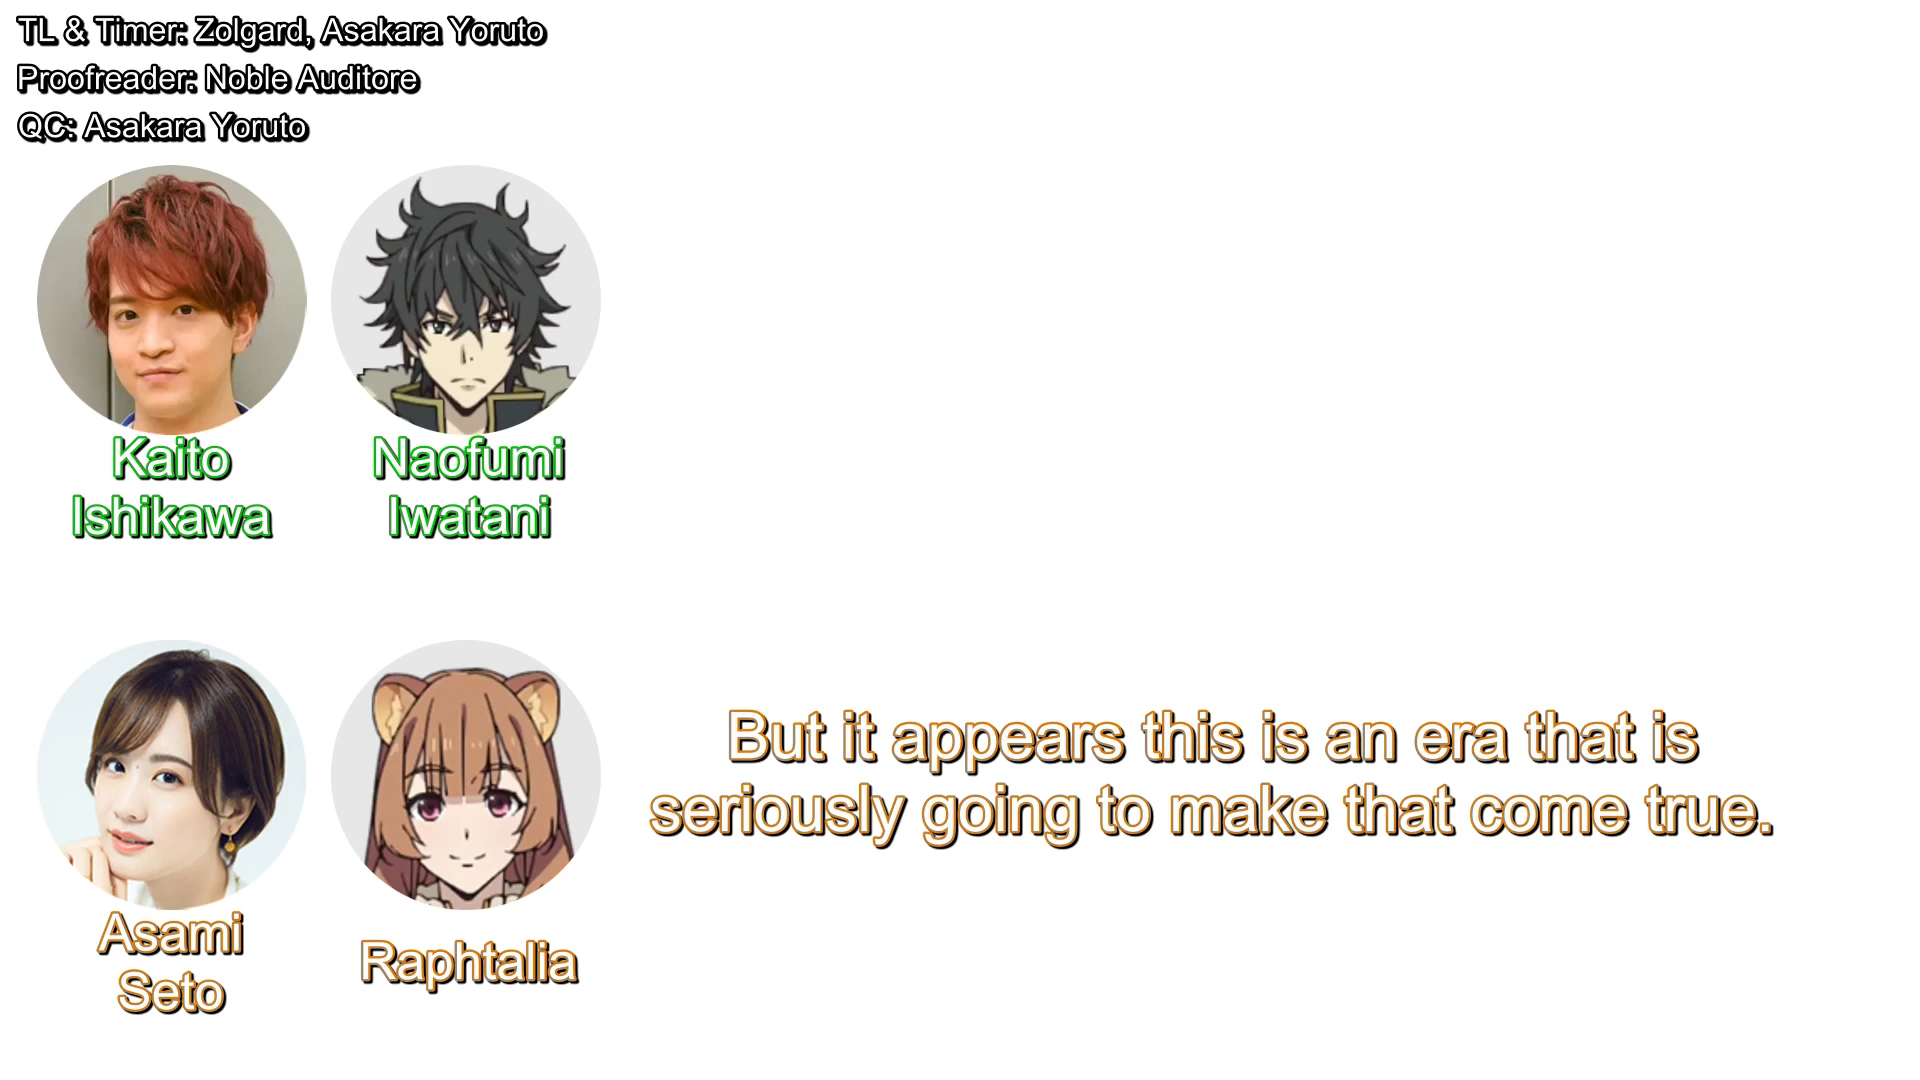 TL & Timer: Zolgard, Asakara Yoruto
Proofreader: Noble Auditore
QC: Asakara Yoruto
Kaito
Ishikawa
Naofumi
Iwatani
But it appears this is an era that is
seriously going to make that come true.
Asami
Seto
Raphtalia